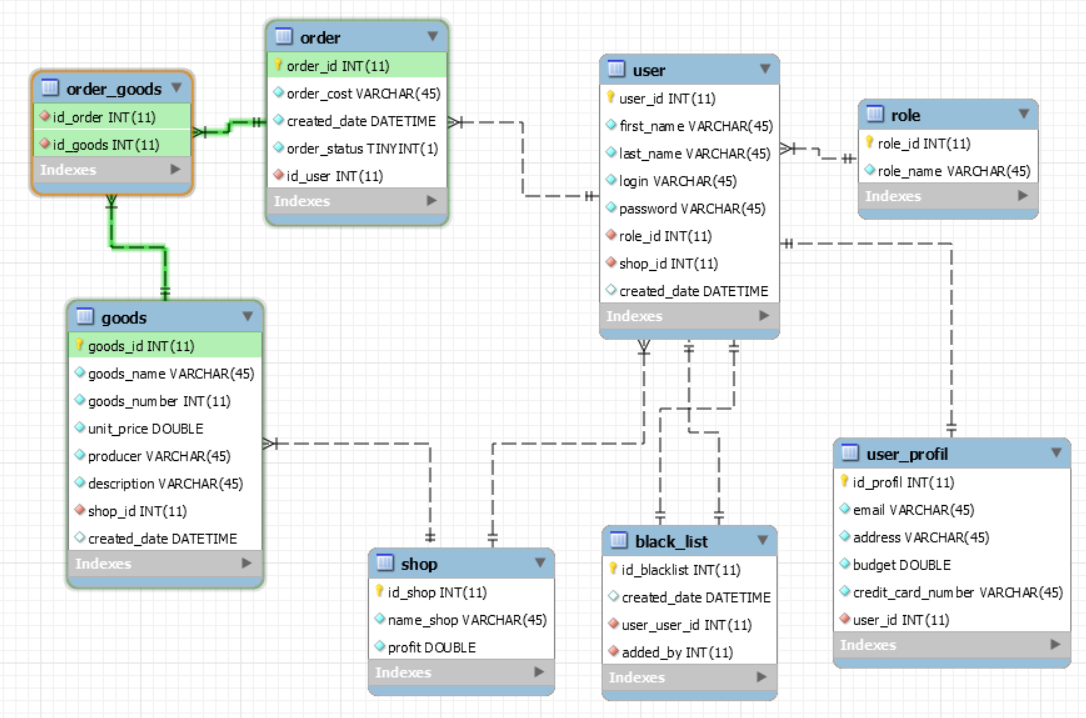 order_goods
id_order INT(11)
id_goods INT(11)
Indexes
order
order_id INT(11)
order_cost VARCHAR(45)
created_date DATETIME
order_status TINYINT(1)
id_user INT(11)
Indexes
user
user_id INT(11)
first_name VARCHAR(45)
last_name VARCHAR(45)
login VARCHAR(45)
password VARCHAR(45)
role_id INT(11)
shop_id INT(11)
created_date DATETIME
Indexes
role
role_id INT(11)
role_name VARCHAR(45)
Indexes
goods
goods_id INT(11)
goods_name VARCHAR(45)
goods_number INT(11)
unit_price DOUBLE
producer VARCHAR(45)
description VARCHAR(45)
shop_id INT(11)
created_date DATETIME
Indexes
shop
id_shop INT(11)
name_shop VARCHAR(45)
profit DOUBLE
Indexes
black_list
id_blacklist INT(11)
created_date DATETIME
user_user_id INT(11)
added_by INT(11)
Indexes
user_profil
id_profil INT(11)
email VARCHAR(45)
address VARCHAR(45)
budget DOUBLE
credit_card_number VARCHAR(45)
user_id INT(11)
Indexes